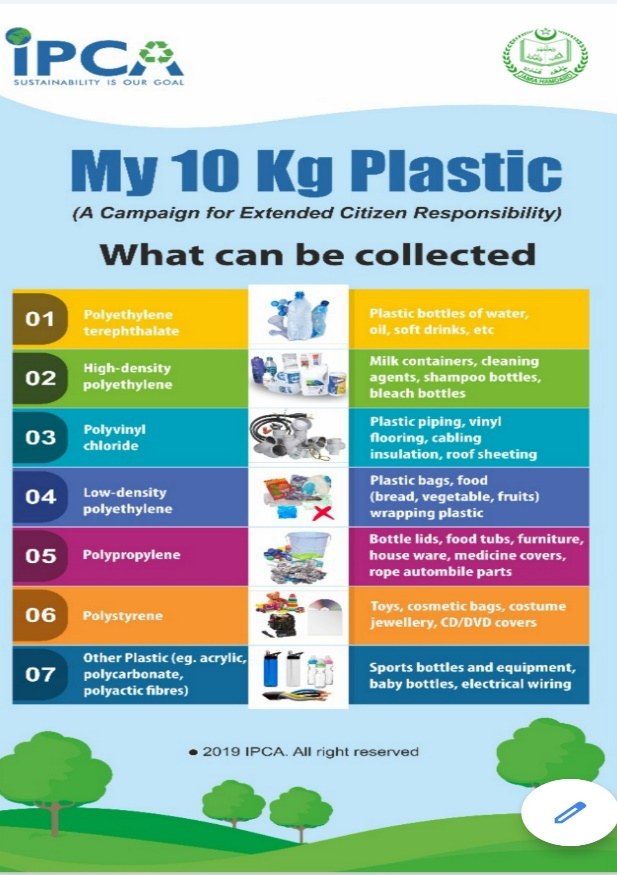 iPCA
SUSTAINABILITY IS OUR GOAL
JAMIA HAMDARD
My 10 Kg Plastic
(A Campaign for Extended Citizen Responsibility)
What can be collected
01
Polyethylene
terephthalate
Plastic bottles of water,
oil, soft drinks, etc
02
High-density
polyethylene
Milk containers, cleaning
agents, shampoo bottles,
bleach bottles
03
Polyvinyl
chloride
Plastic piping, vinyl
flooring, cabling
insulation, roof sheeting
04
Low-density
polyethylene
Plastic bags, food
(bread, vegetable, fruits)
wrapping plastic
05
Polypropylene
Bottle lids, food tubs, furniture,
house ware, medicine covers,
rope autombile parts
06
Polystyrene
Toys, cosmetic bags, costume
jewellery, CD/DVD covers
07
Other Plastic (eg. acrylic,
polycarbonate,
polyactic fibres)
Sports bottles and equipment,
baby bottles, electrical wiring
● 2019 IPCA. All right reserved